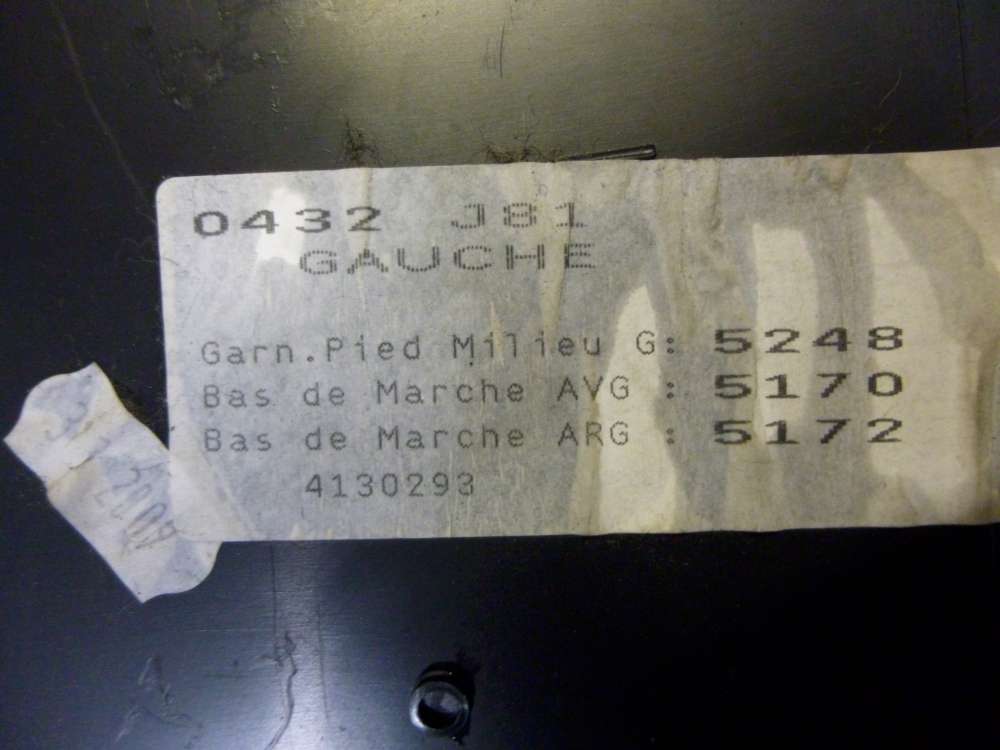 0432 J81
GAUCHE
Garn.Pied Milieu G: 5248
Bas de Marche AVG : 5170
Bas de Marche ARG : 5172
4130293